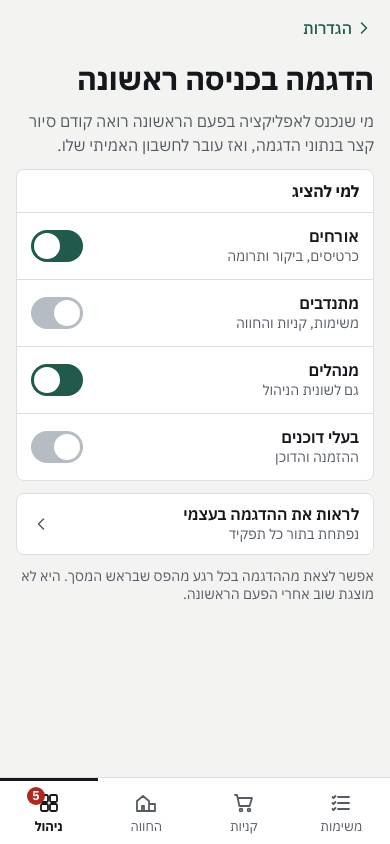 הגדרות
הדגמה בכניסה ראשונה
מי שנכנס לאפליקציה בפעם הראשונה רואה קודם סיור
קצר בנתוני הדגמה, ואז עובר לחשבון האמיתי שלו.
למי להציג
אורחים
כרטיסים, ביקור ותרומה
מתנדבים
משימות, קניות והחווה
מנהלים
גם לשונית הניהול
בעלי דוכנים
ההזמנה והדוכן
לראות את ההדגמה בעצמי
נפתחת בתור כל תפקיד
אפשר לצאת מההדגמה בכל רגע מהפס שבראש המסך. היא לא
מוצגת שוב אחרי הפעם הראשונה.
משימות
קניות
החווה
5
ניהול